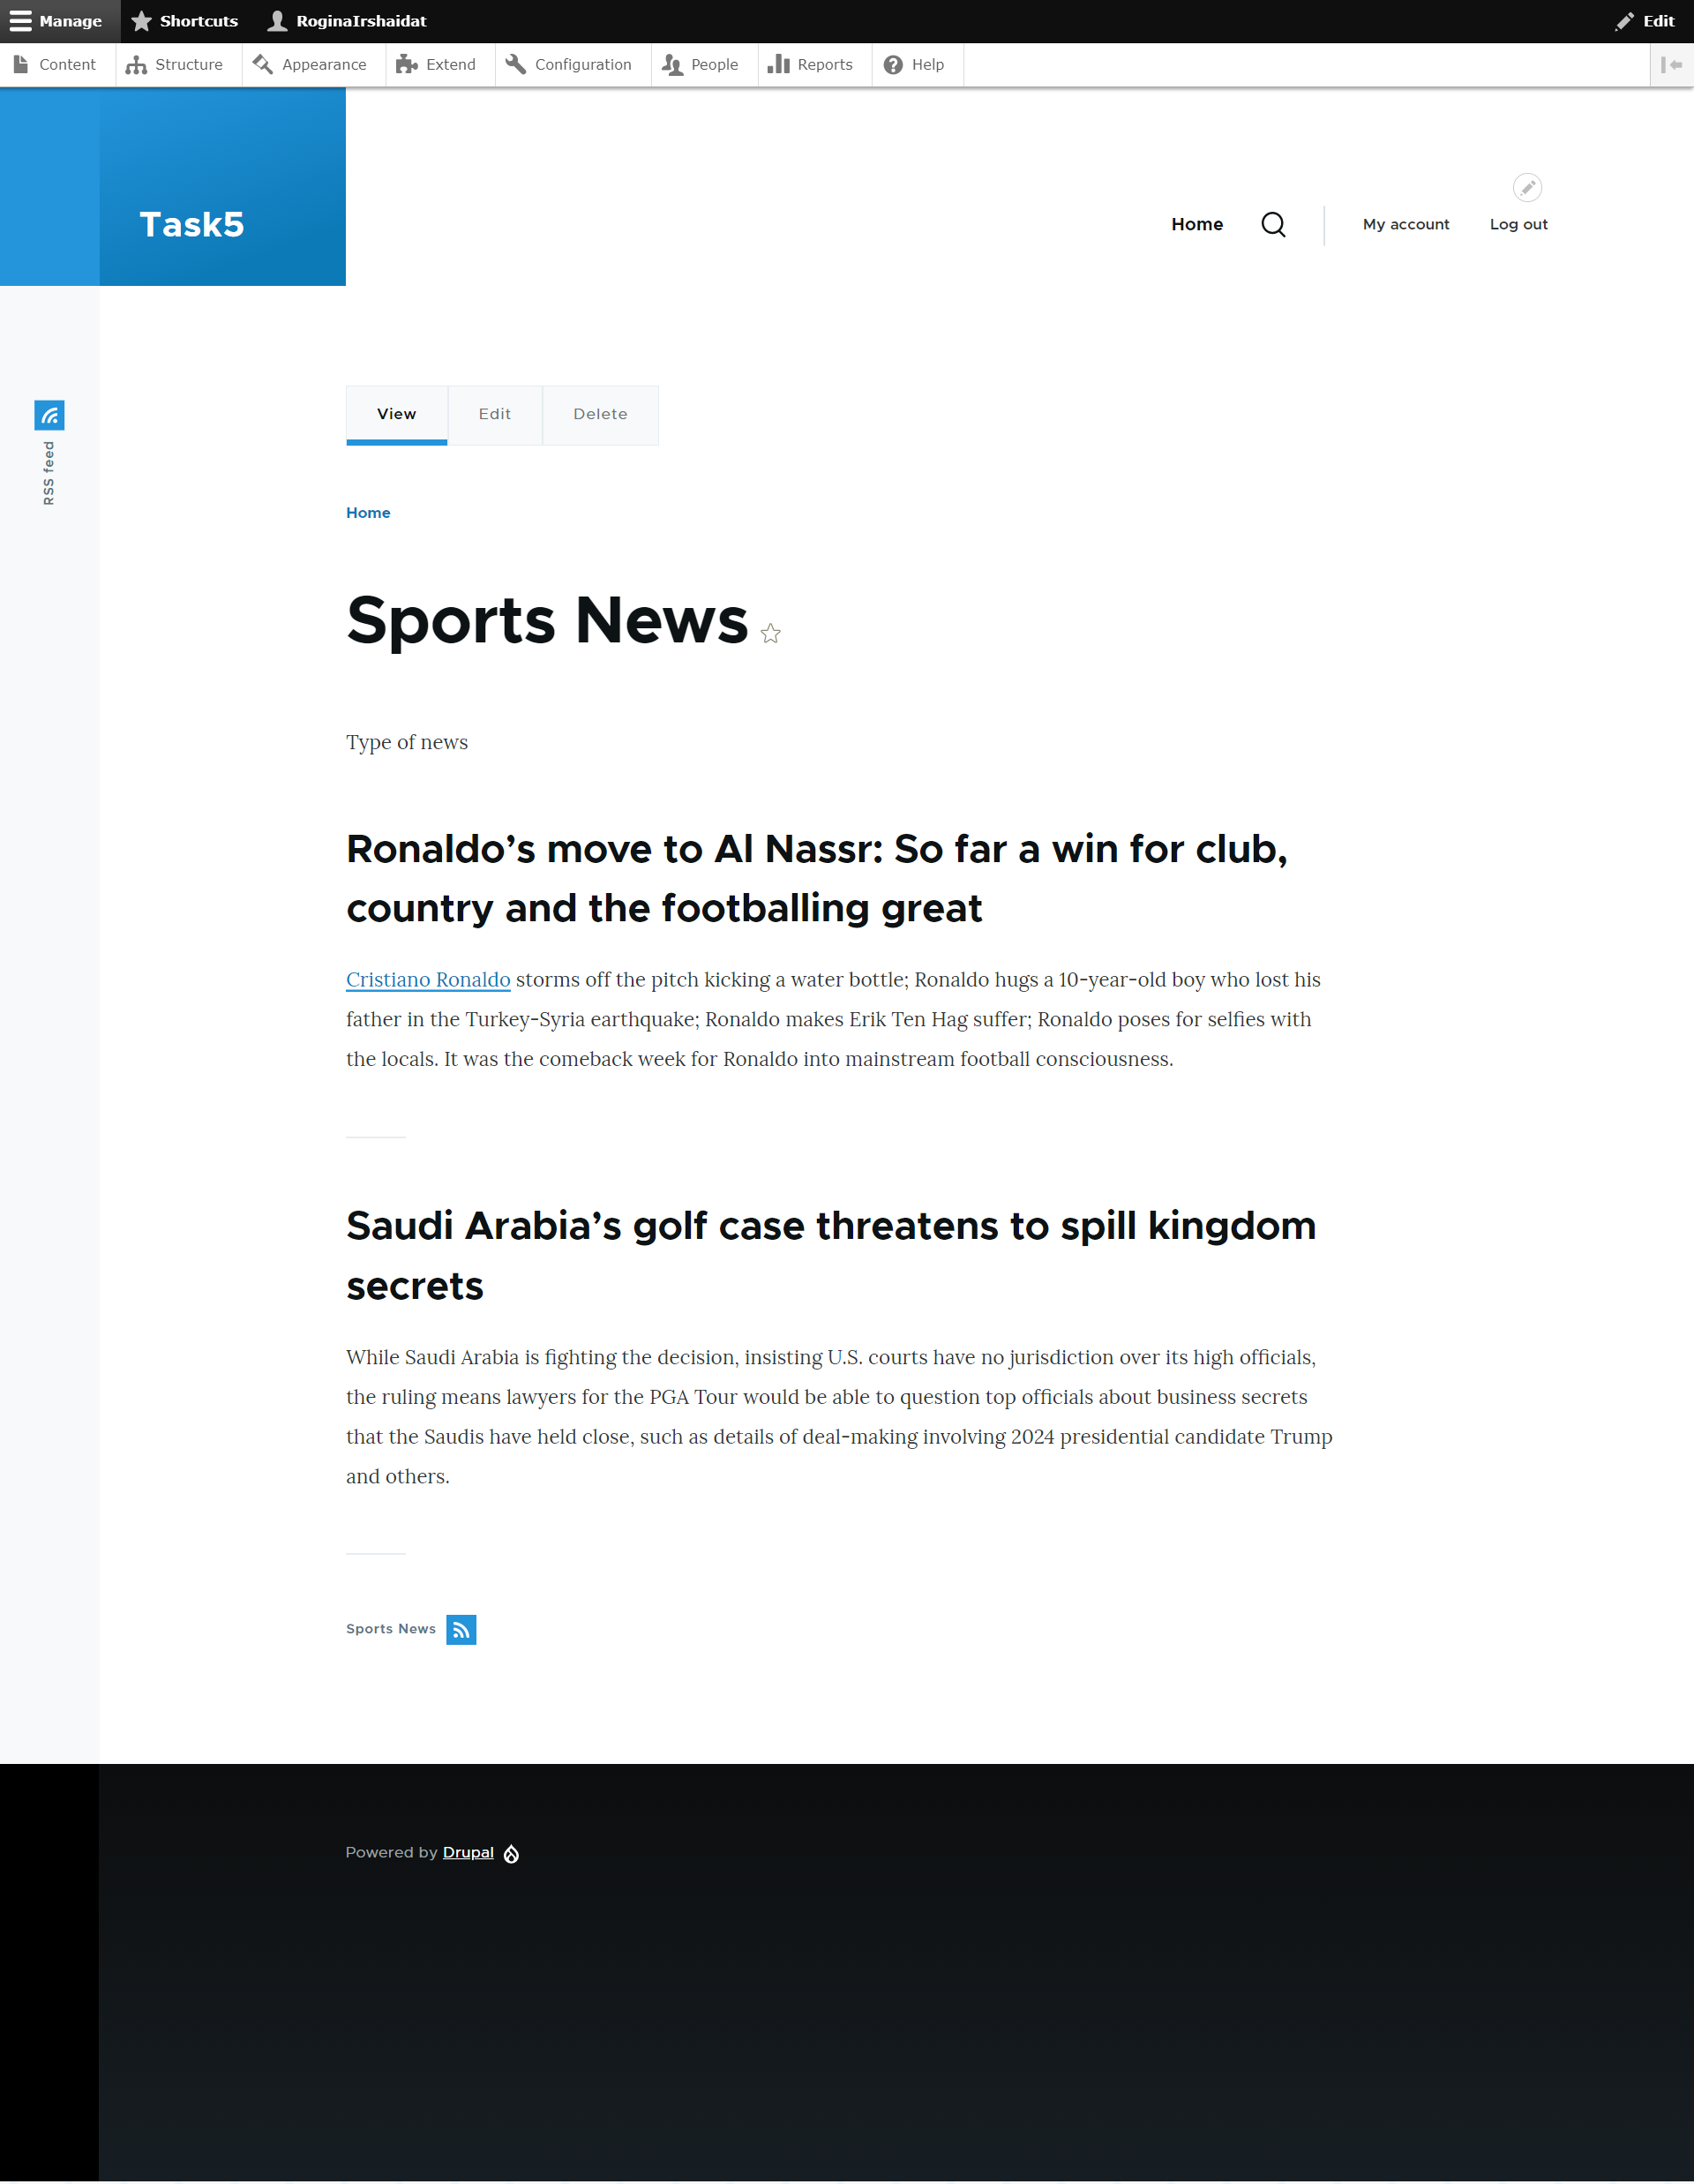 Manage Shortcuts RoginaIrshaidat Edit
Content Structure Appearance Extend Configuration People Reports Help
Task5
Home My account Log out
View Edit Delete
RSS feed
Home
Sports News
Type of news
Ronaldo’s move to Al Nassr: So far a win for club,
country and the footballing great
Cristiano Ronaldo storms off the pitch kicking a water bottle; Ronaldo hugs a 10-year-old boy who lost his
father in the Turkey-Syria earthquake; Ronaldo makes Erik Ten Hag suffer; Ronaldo poses for selfies with
the locals. It was the comeback week for Ronaldo into mainstream football consciousness.
Saudi Arabia’s golf case threatens to spill kingdom
secrets
While Saudi Arabia is fighting the decision, insisting U.S. courts have no jurisdiction over its high officials,
the ruling means lawyers for the PGA Tour would be able to question top officials about business secrets
that the Saudis have held close, such as details of deal-making involving 2024 presidential candidate Trump
and others.
Sports News
Powered by Drupal